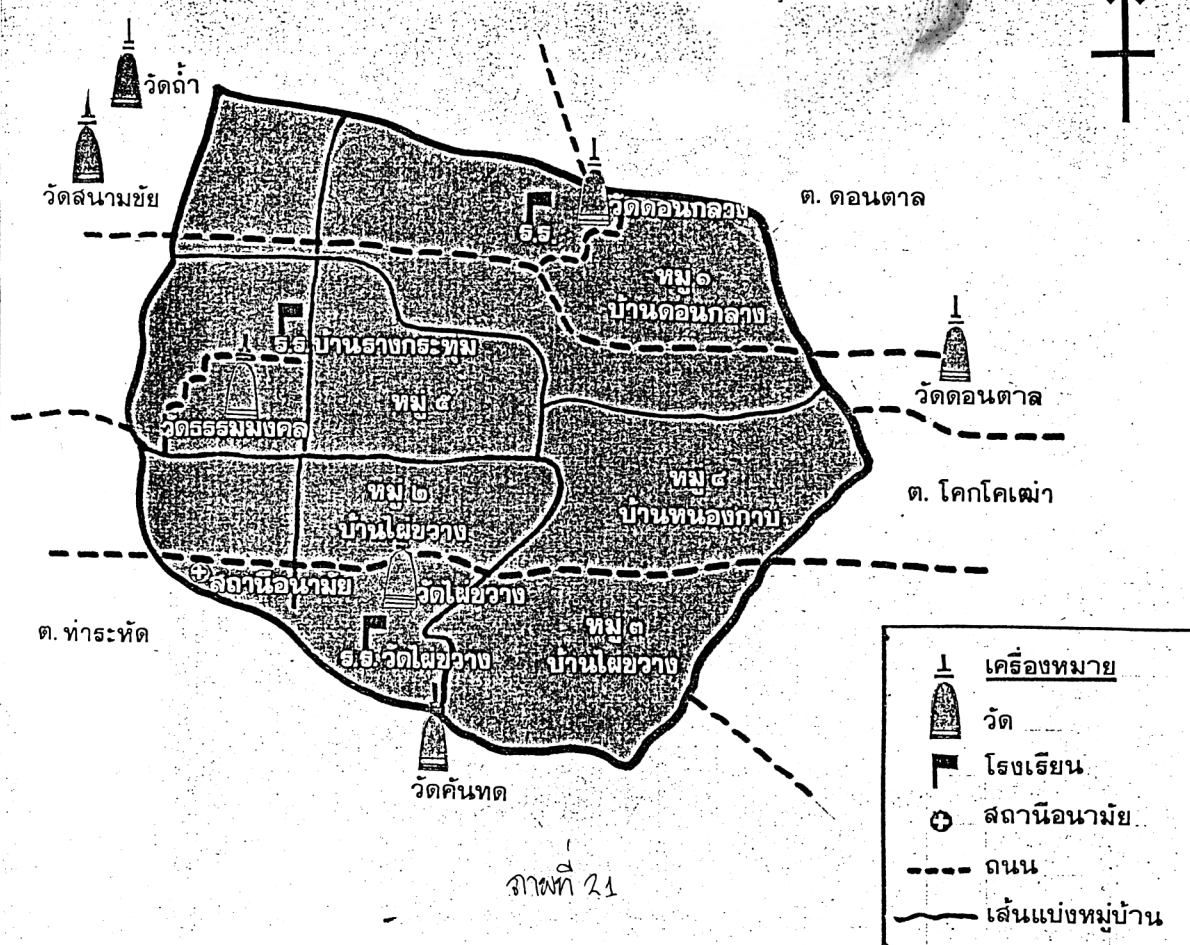 วัดถ้ำ
วัดสนามชัย
ต. ดอนตาล
วัดดอนกลาง
ร.ร.
หมู่ ๑
บ้านดอนกลาง
ร.ร.บ้านรางกระทุ่ม
วัดดอนตาล
หมู่ ๕
วัดธรรมมงคล
หมู่ ๔
บ้านหนองกาบ
ต. โคกโคเฒ่า
หมู่ ๒
บ้านไผ่ขวาง
สถานีอนามัย
วัดไผ่ขวาง
ต. ท่าระหัด
หมู่ ๓
บ้านไผ่ขวาง
ร.ร.วัดไผ่ขวาง
วัดคันทด
เครื่องหมาย
วัด
โรงเรียน
สถานีอนามัย
ถนน
เส้นแบ่งหมู่บ้าน
ภาพที่ 21